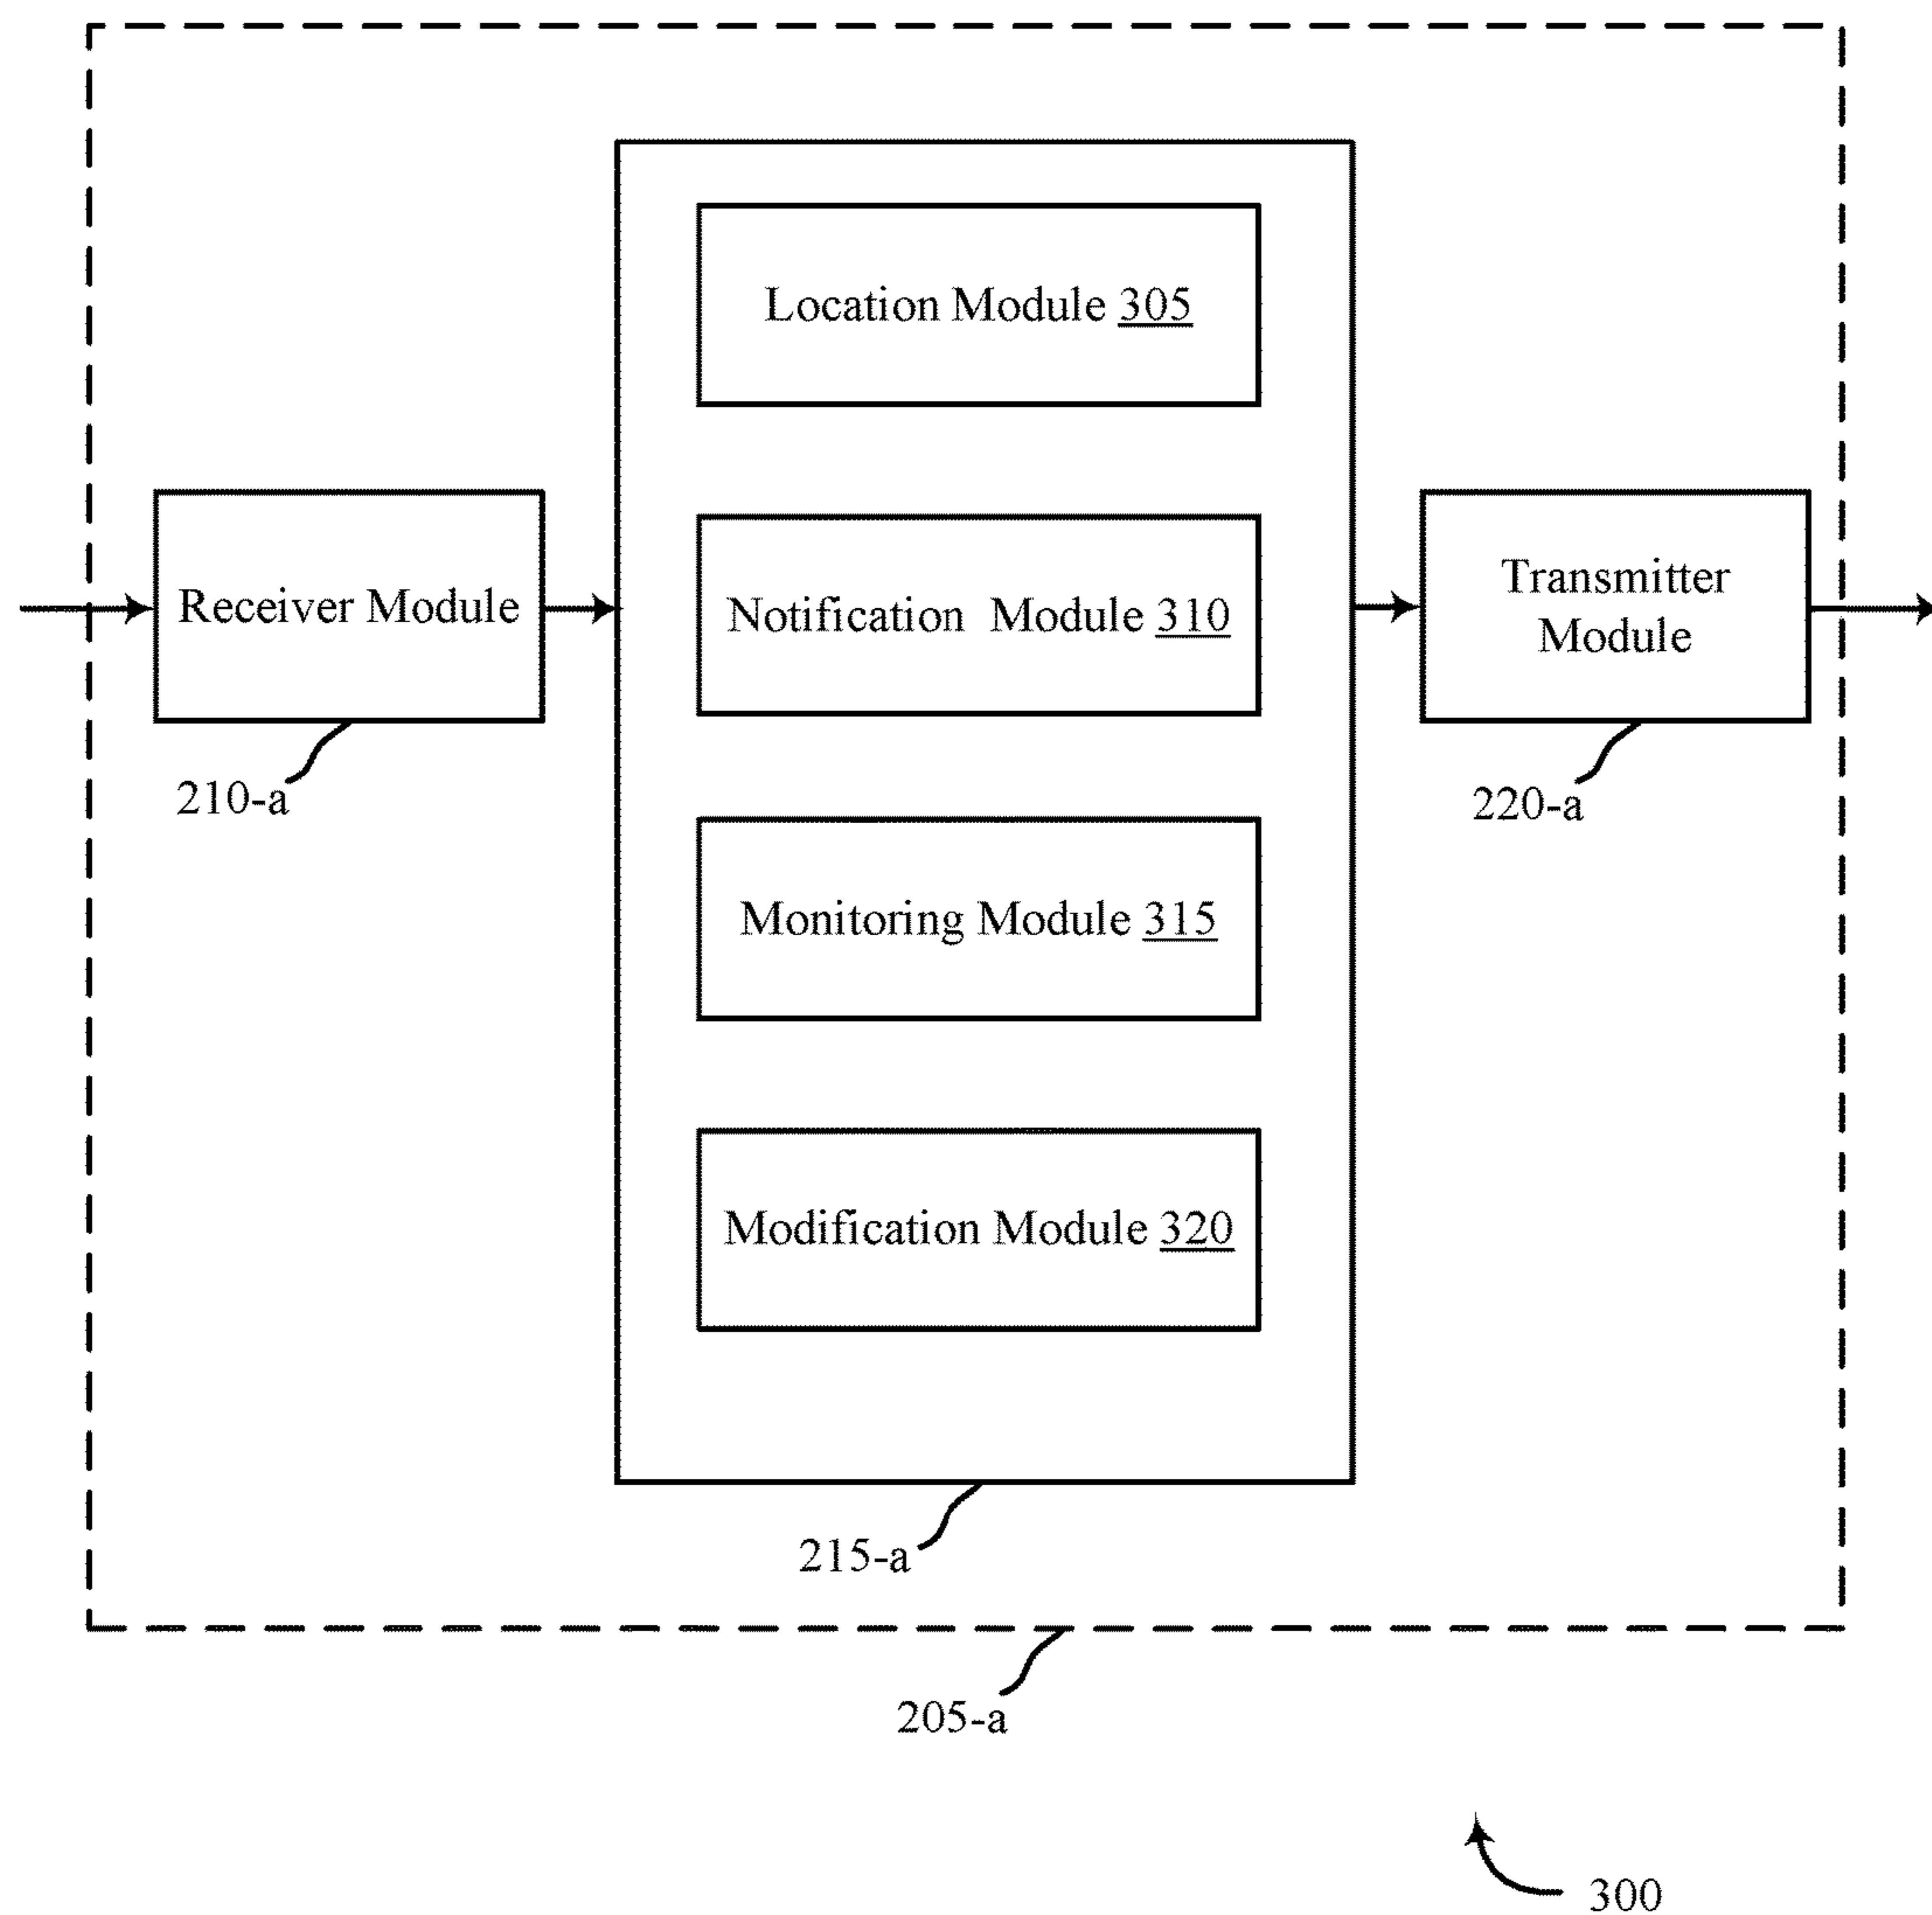 Location Module 305
Receiver Module
Notification Module 310
Transmitter
Module
210-a
220-a
Monitoring Module 315
Modification Module 320
215-a
205-a
300